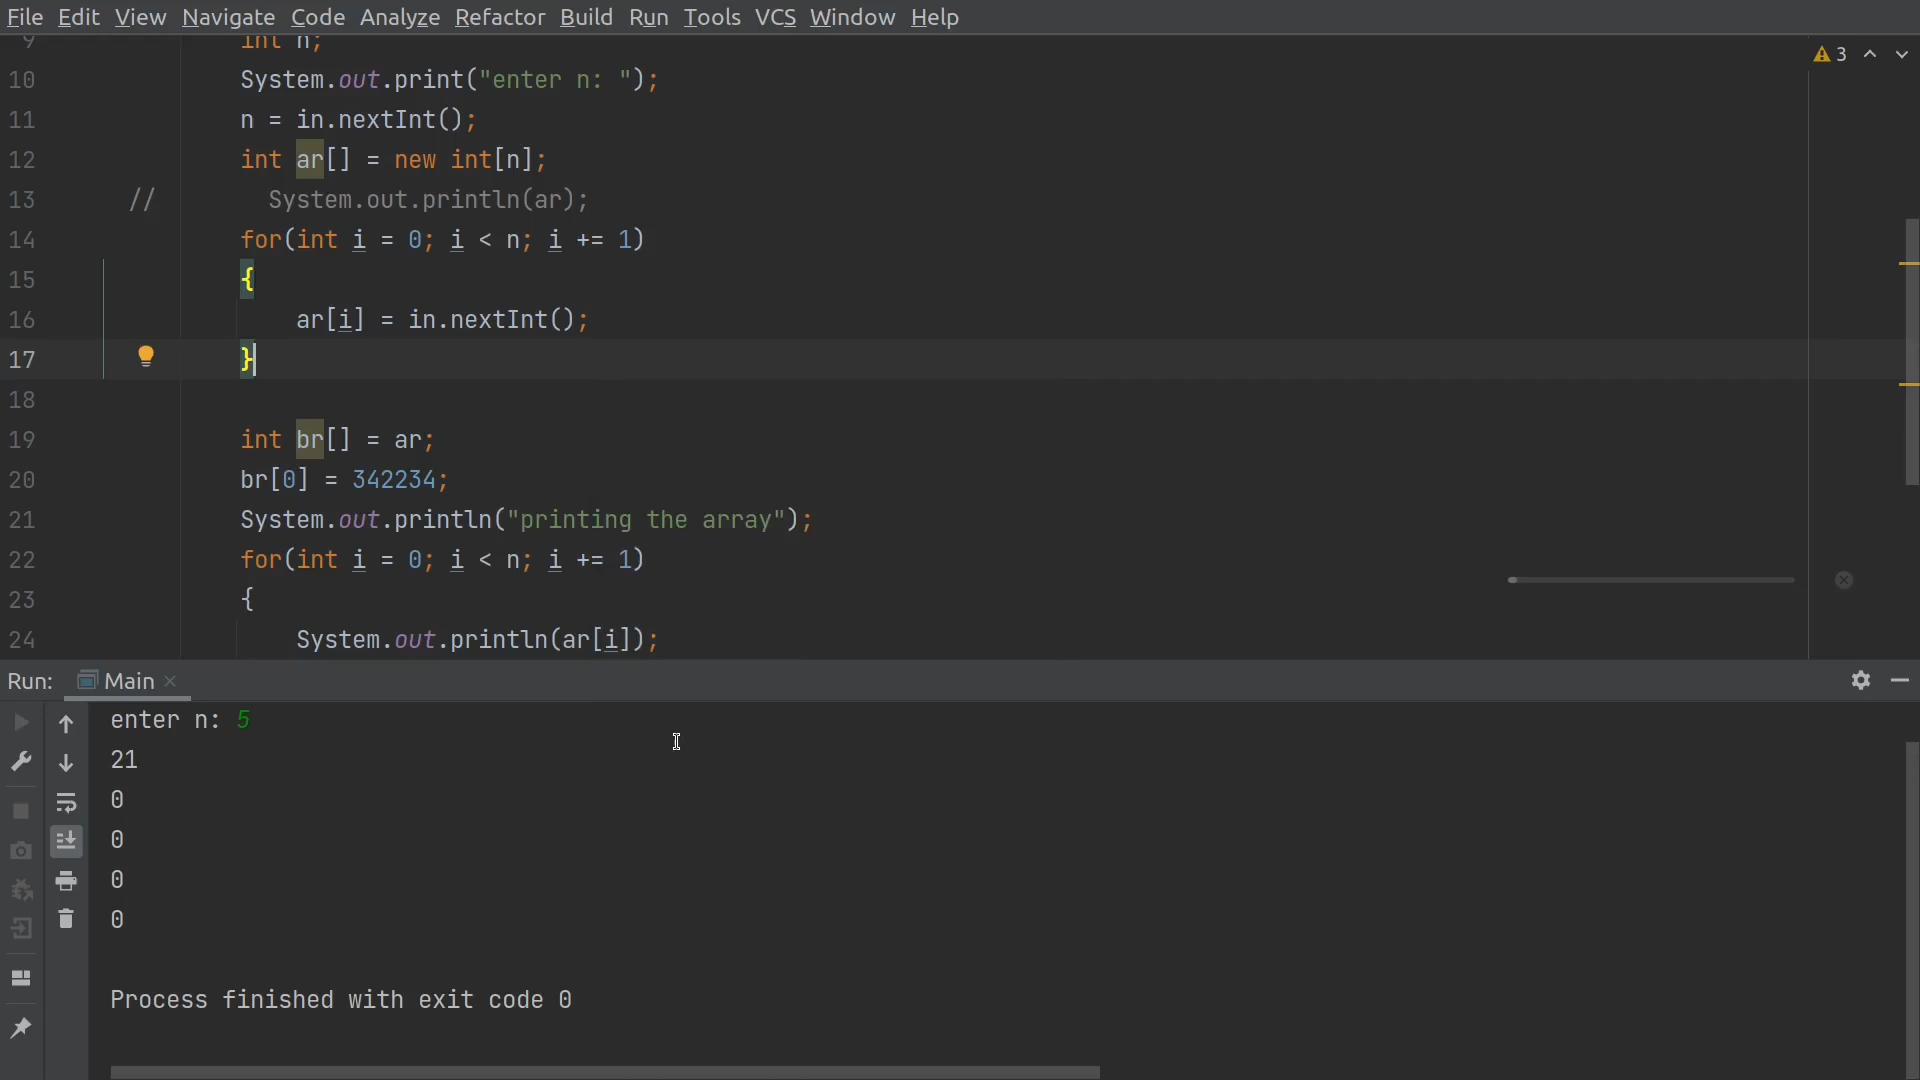 File Edit View Navigate Code Analyze Refactor Build Run Tools VCS Window Help
9 int n;
10 System.out.print("enter n: ");
11 n = in.nextInt();
12 int ar[] = new int[n];
13 // System.out.println(ar);
14 for(int i = 0; i < n; i += 1)
15 {
16 ar[i] = in.nextInt();
17 }
18
19 int br[] = ar;
20 br[0] = 342234;
21 System.out.println("printing the array");
22 for(int i = 0; i < n; i += 1)
23 {
24 System.out.println(ar[i]);
3
Run: Main
enter n: 5
21
0
0
0
0
Process finished with exit code 0